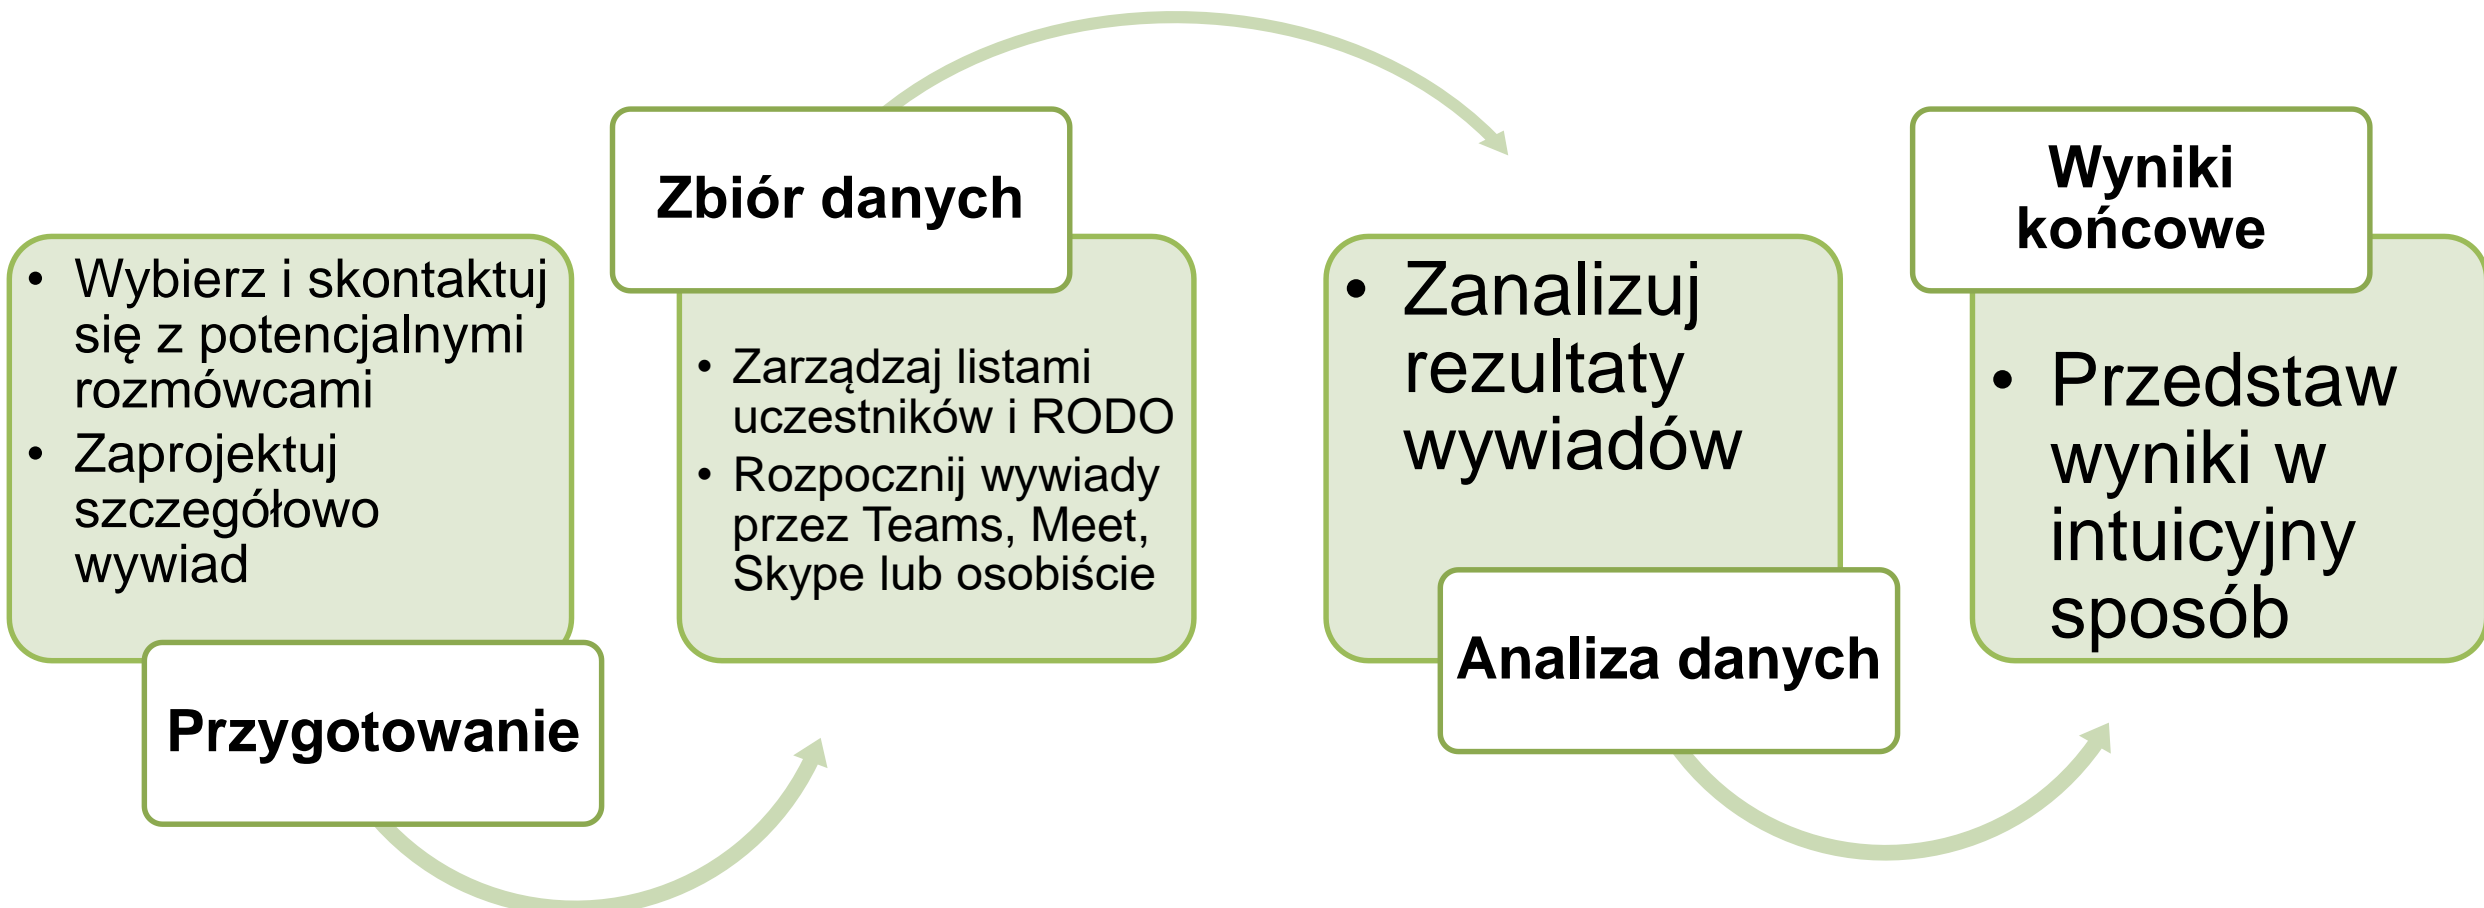 • Wybierz i skontaktuj
się z potencjalnymi
rozmówcami
• Zaprojektuj
szczegółowo
wywiad
Przygotowanie
Zbiór danych
• Zarządzaj listami
uczestników i RODO
• Rozpocznij wywiady
przez Teams, Meet,
Skype lub osobiście
• Zanalizuj
rezultaty
wywiadów
Analiza danych
Wyniki
końcowe
• Przedstaw
wyniki w
intuicyjny
sposób